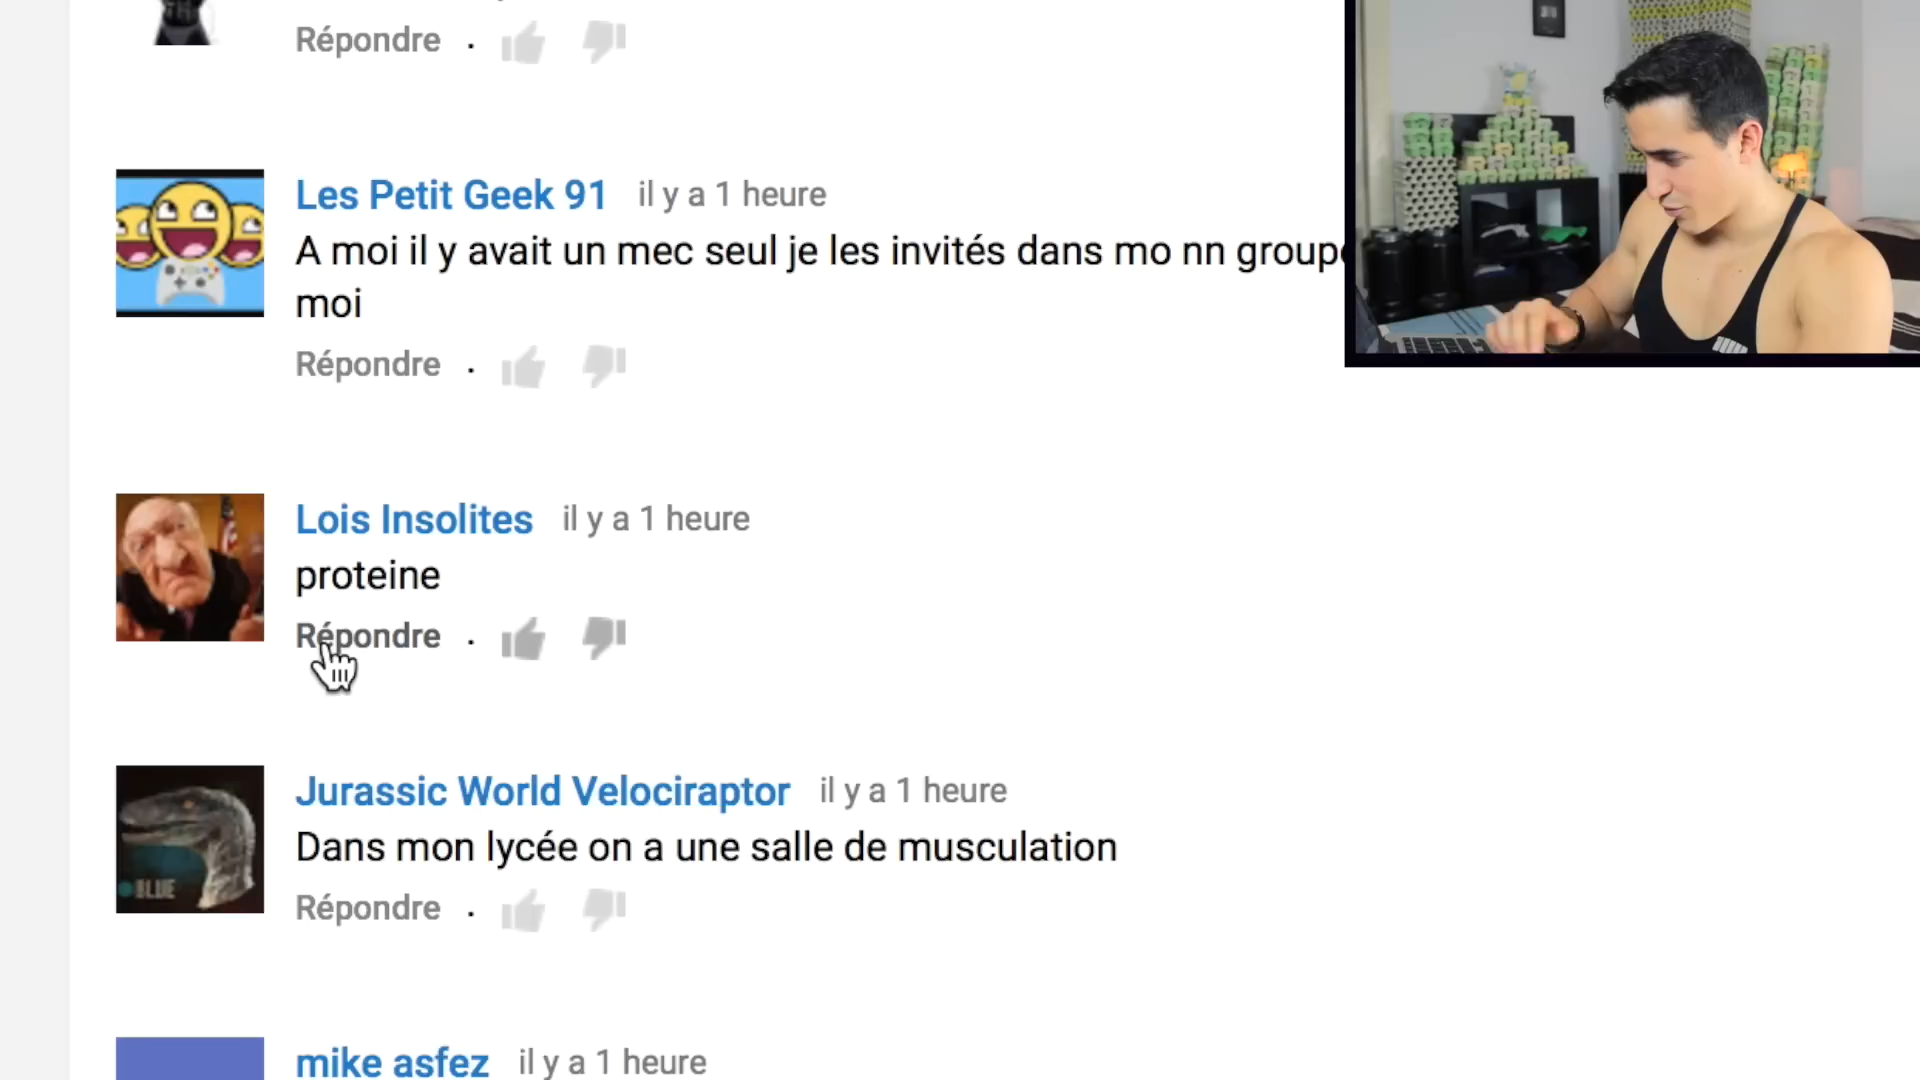 Répondre .
Les Petit Geek 91 il y a 1 heure
A moi il y avait un mec seul je les invités dans mo nn group
moi
Répondre .
Lois Insolites il y a 1 heure
proteine
Répondre .
Jurassic World Velociraptor il y a 1 heure
BLUE
Dans mon lycée on a une salle de musculation
Répondre .
mike asfez il y a 1 heure